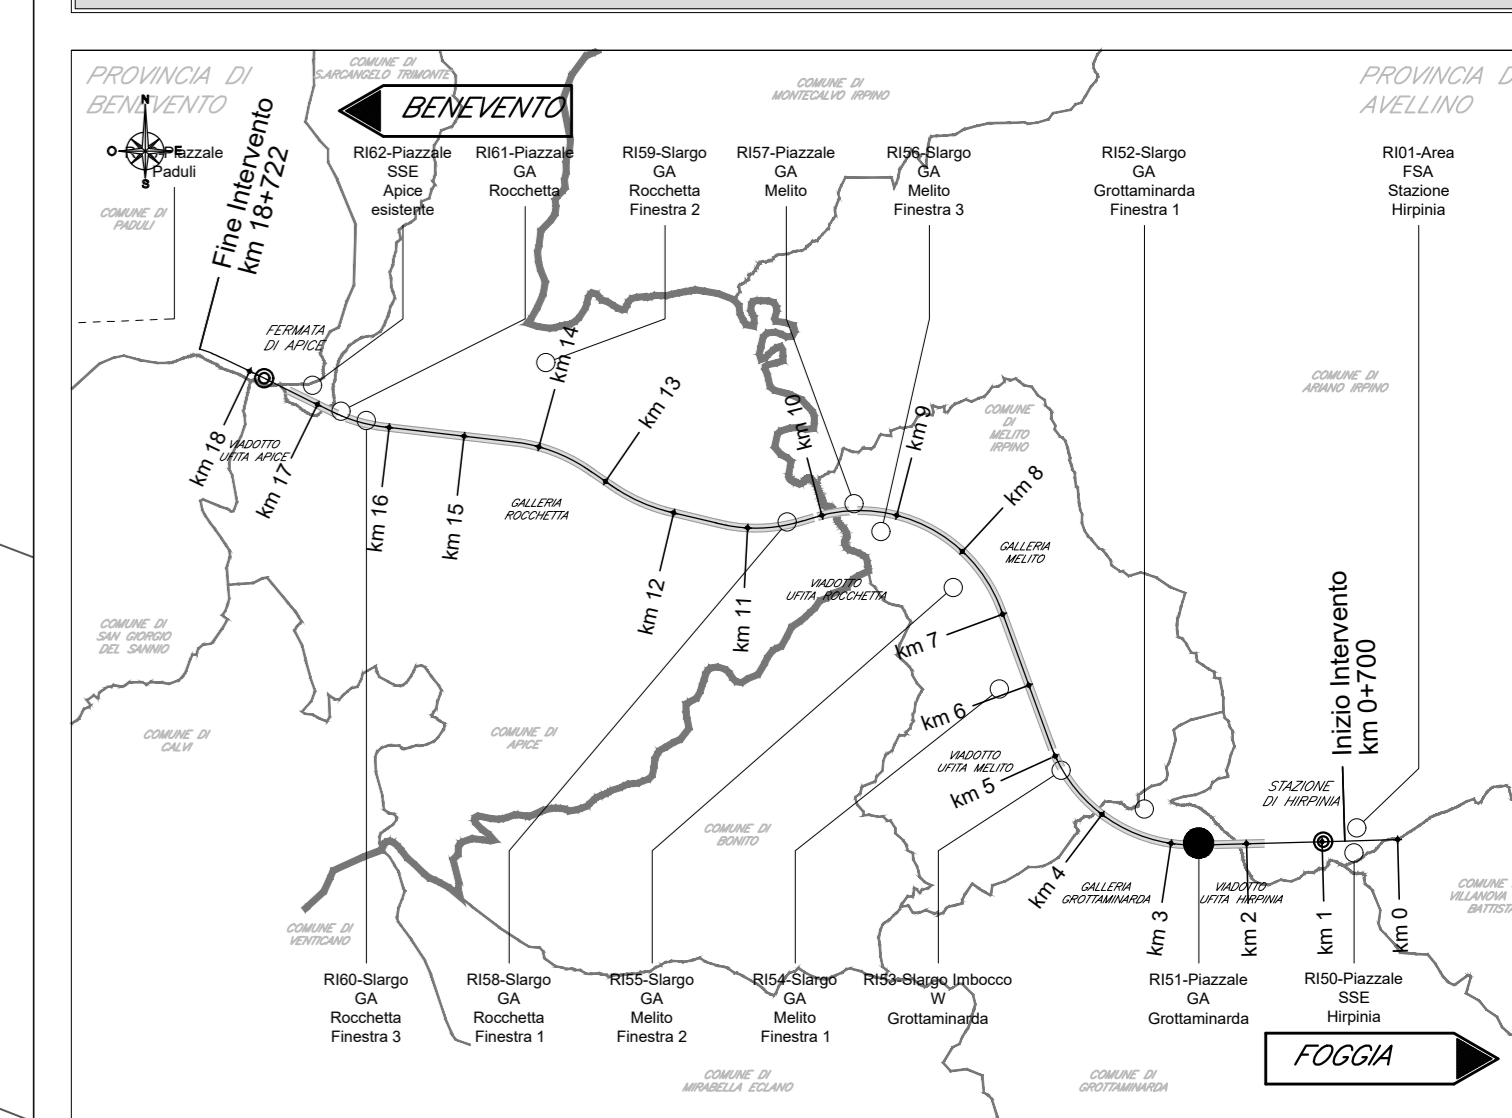 PROVINCIA DI
BENEVENTO
COMUNE DI
S.ARCANGELO TRIMONTE
BENEVENTO
COMUNE DI
MONTECALVO IRPINO
PROVINCIA D
AVELLINO
N
O
E
S
Piazzale
Paduli
COMUNE DI
PADULI
Fine Intervento
km 18+722
RI62-Piazzale
SSE
Apice
esistente
RI61-Piazzale
GA
Rocchetta
RI59-Slargo
GA
Rocchetta
Finestra 2
RI57-Piazzale
GA
Melito
RI56-Slargo
GA
Melito
Finestra 3
RI52-Slargo
GA
Grottaminarda
Finestra 1
RI01-Area
FSA
Stazione
Hirpinia
FERMATA
DI APICE
COMUNE DI
ARIANO IRPINO
COMUNE
DI
MELITO
IRPINO
km 18
VIADOTTO
UFITA APICE
km 17
km 16
km 15
km 14
km 13
km 12
km 11
km 10
km 9
km 8
GALLERIA
ROCCHETTA
GALLERIA
MELITO
VIADOTTO
UFITA ROCCHETTA
COMUNE DI
SAN GIORGIO
DEL SANNIO
km 7
km 6
Inizio Intervento
km 0+700
COMUNE DI
CALVI
COMUNE DI
APICE
VIADOTTO
UFITA MELITO
km 5
STAZIONE
DI HIRPINIA
COMUNE DI
BONITO
km 4
GALLERIA
GROTTAMINARDA
km 3
VIADOTTO
UFITA HIRPINIA
km 2
km 1
km 0
COMUNE
VILLANOVA
BATTISTA
COMUNE DI
VENTICANO
RI60-Slargo
GA
Rocchetta
Finestra 3
RI58-Slargo
GA
Rocchetta
Finestra 1
RI55-Slargo
GA
Melito
Finestra 2
RI54-Slargo
GA
Melito
Finestra 1
RI53-Slargo Imbocco
W
Grottaminarda
RI51-Piazzale
GA
Grottaminarda
RI50-Piazzale
SSE
Hirpinia
FOGGIA
COMUNE DI
MIRABELLA ECLANO
COMUNE DI
GROTTAMINARDA